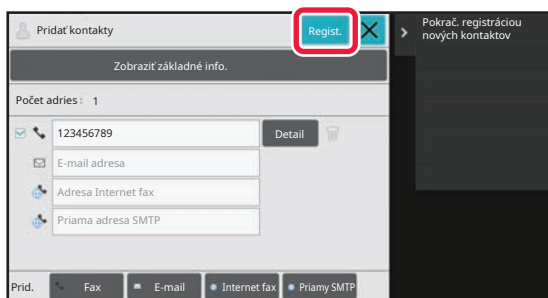 Pridať kontakty
Regist.
Pokrač. registráciou
nových kontaktov
Zobraziť základné info.
Počet adries: 1
123456789
Detail
E-mail adresa
Adresa Internet fax
Priama adresa SMTP
Prid.
Fax
E-mail
Internet fax
Priamy SMTP